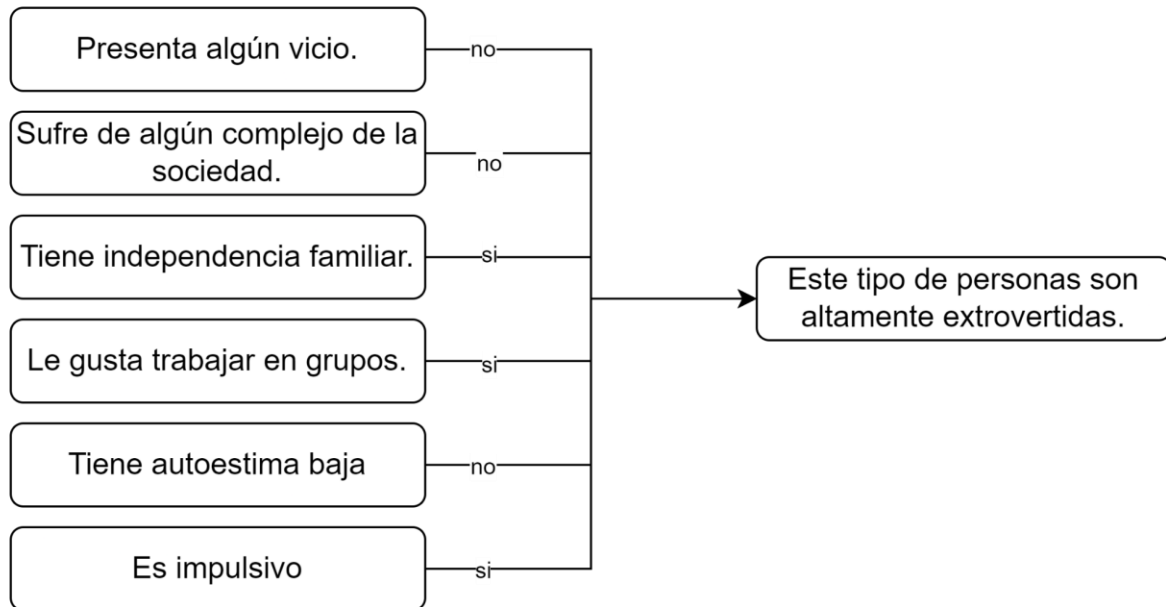 Presenta algún vicio.
no
Sufre de algún complejo de la
sociedad.
no
Tiene independencia familiar.
si
Le gusta trabajar en grupos.
si
Tiene autoestima baja
no
Es impulsivo
si
Este tipo de personas son
altamente extrovertidas.